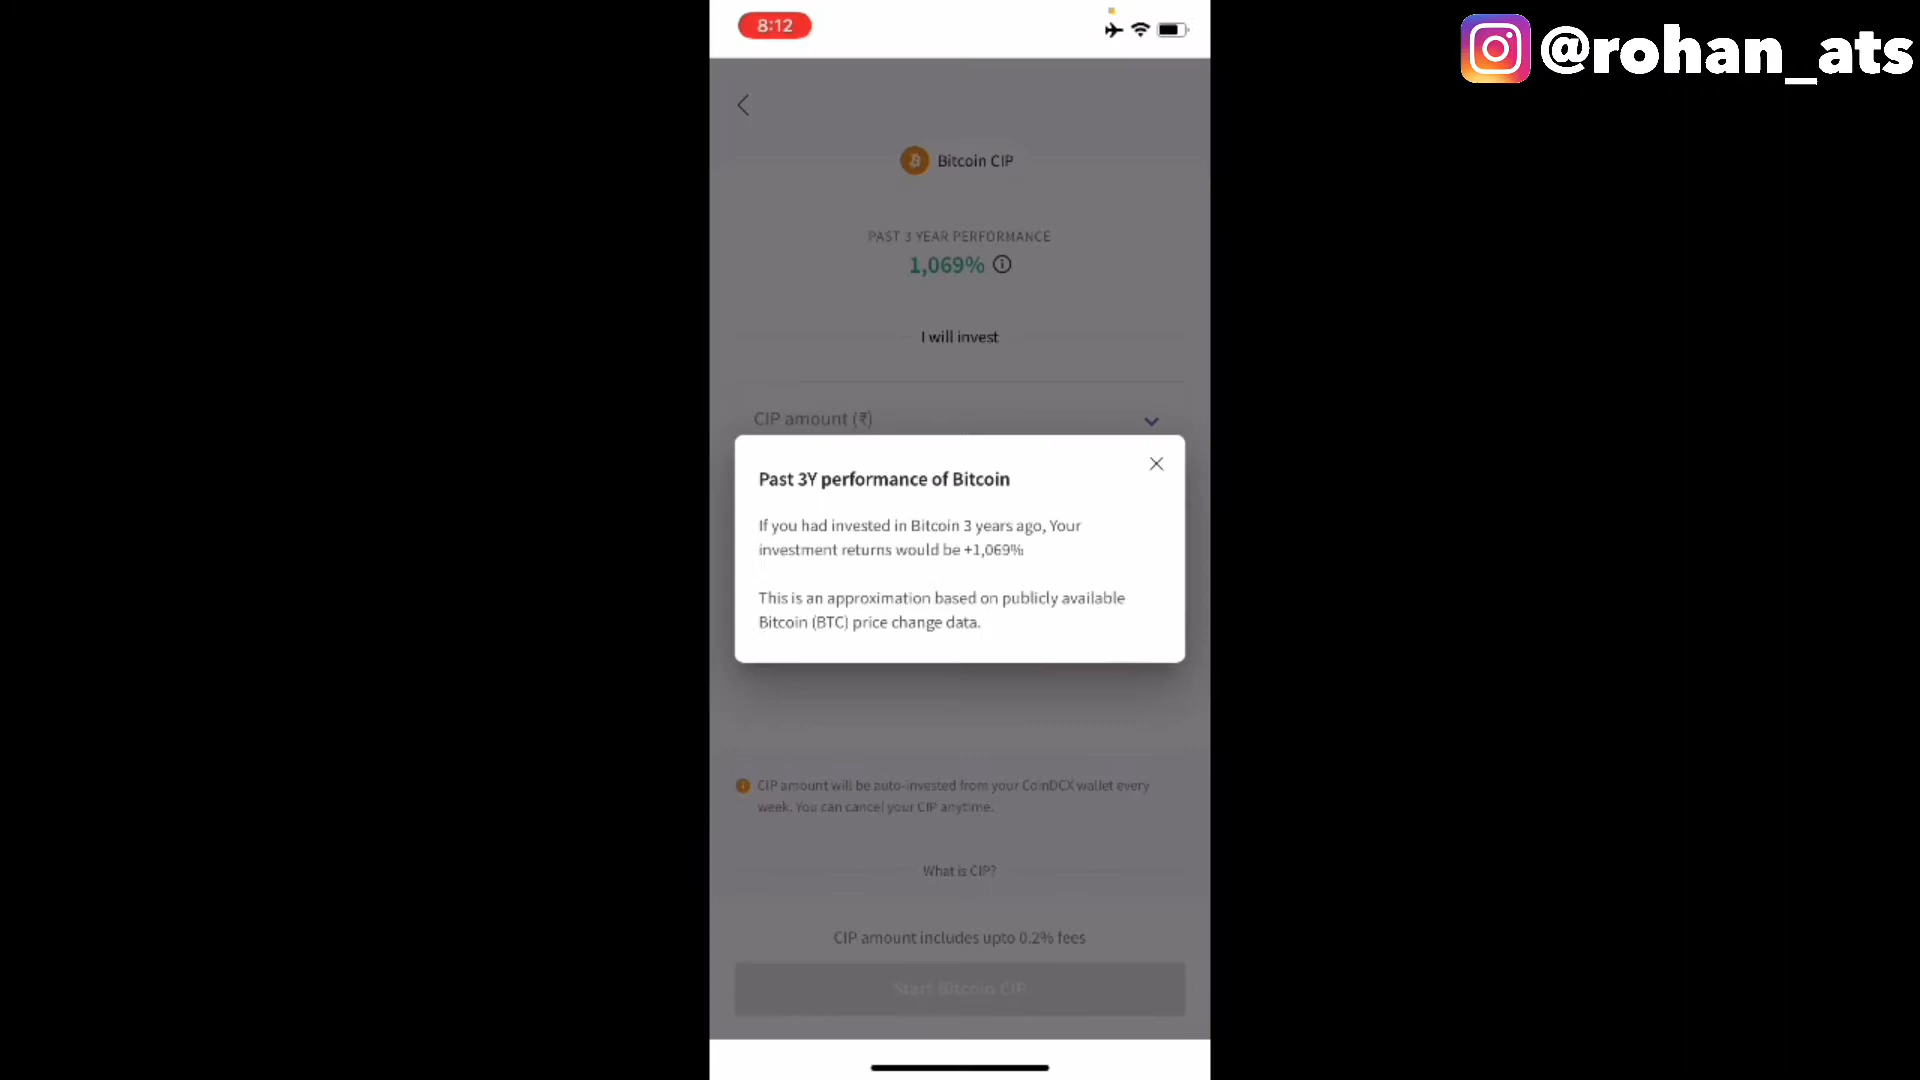 8:12
@rohan_ats
Bitcoin CIP
PAST 3 YEAR PERFORMANCE
1,069%
I will invest
CIP amount (₹)
Past 3Y performance of Bitcoin
If you had invested in Bitcoin 3 years ago, Your
investment returns would be +1,069%
This is an approximation based on publicly available
Bitcoin (BTC) price change data.
CIP amount will be auto-invested from your CoinDCX wallet every
week. You can cancel your CIP anytime.
What is CIP?
CIP amount includes upto 0.2% fees
Start Bitcoin CIP